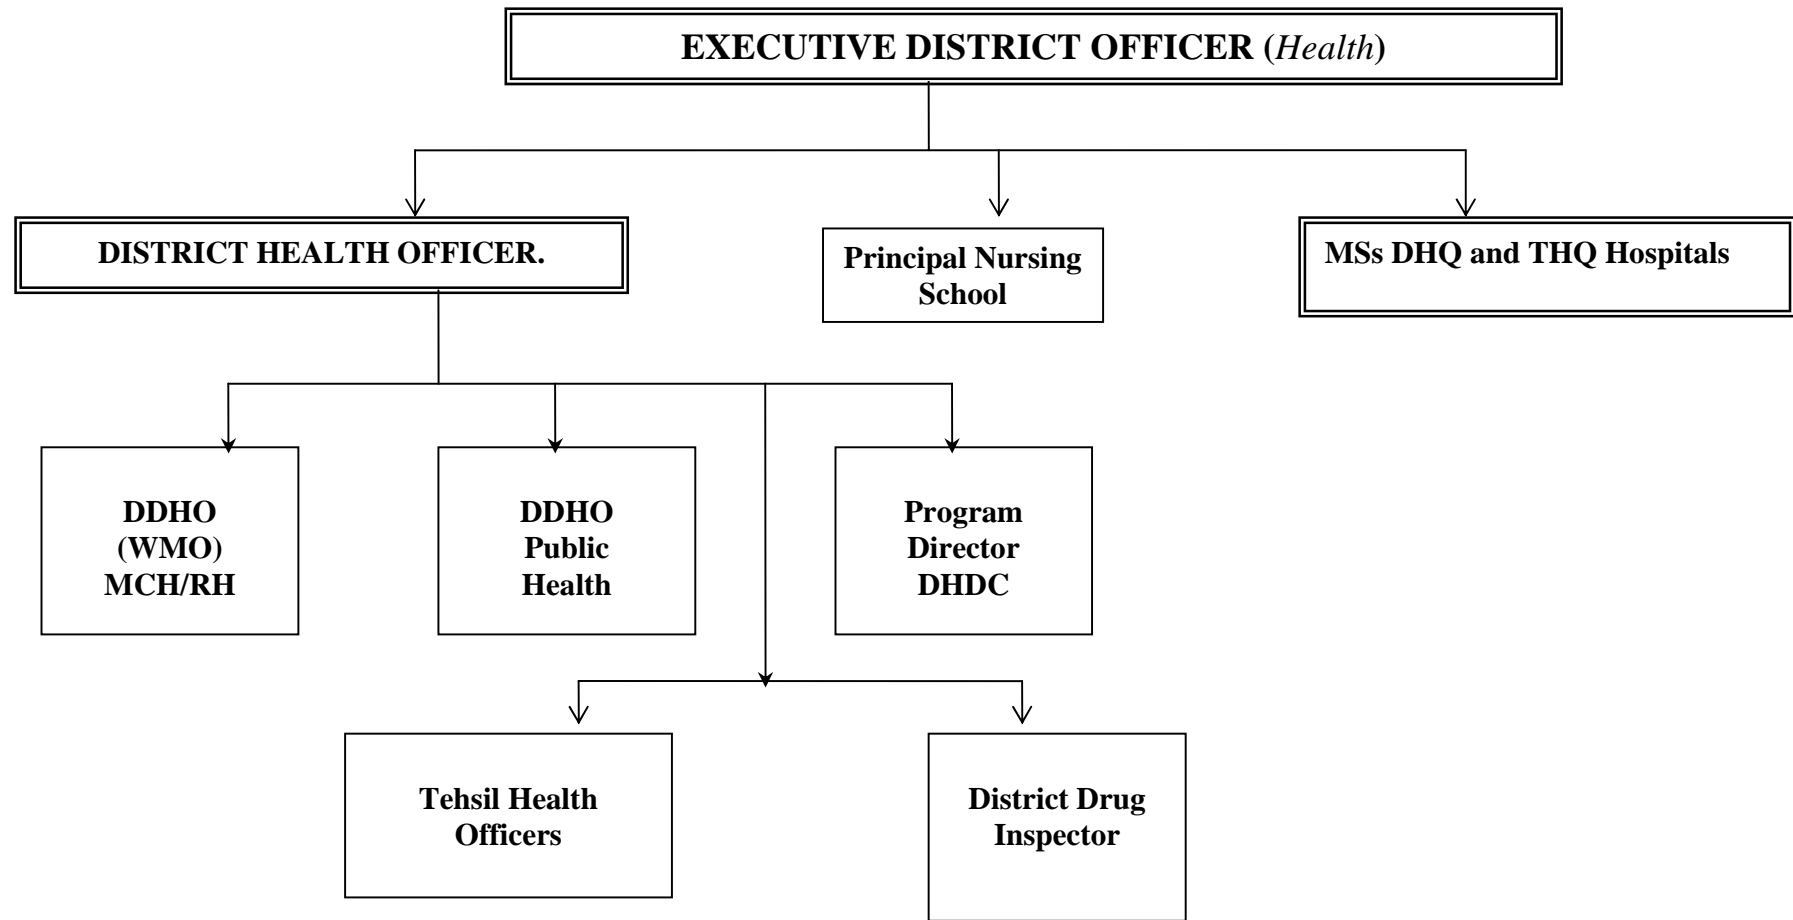 EXECUTIVE DISTRICT OFFICER (Health)
DISTRICT HEALTH OFFICER.
Principal Nursing
School
MSs DHQ and THQ Hospitals
DDHO
(WMO)
MCH/RH
DDHO
Public
Health
Program
Director
DHDC
Tehsil Health
Officers
District Drug
Inspector